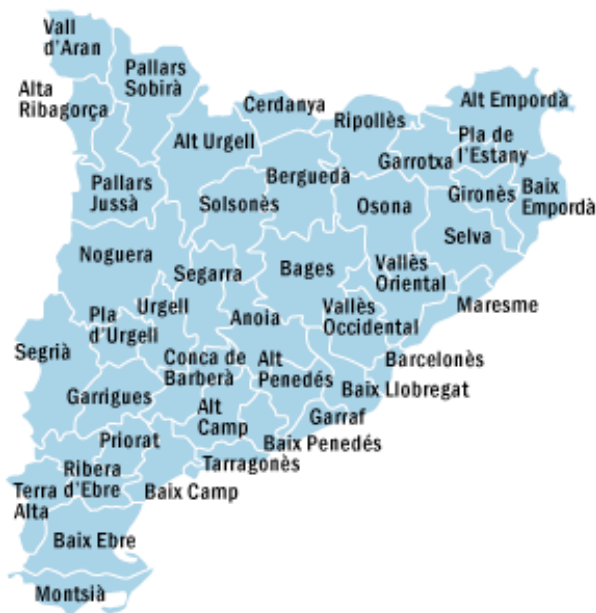 Vall
d'Aran
Pallars
Sobirà
Alta
Ribagorça
Cerdanya
Alt Empordà
Ripollès
Alt Urgell
Pla de
l'Estany
Garrotxa
Berguedà
Pallars
Jussà
Solsonès
Osona
Gironès
Baix
Empordà
Selva
Noguera
Segarra
Bages
Vallès
Oriental
Maresme
Urgell
Pla
d'Urgell
Anoia
Vallès
Occidental
Segrià
Conca de
Barberà
Alt
Penedés
Barcelonès
Baix Llobregat
Garrigues
Alt
Camp
Garraf
Priorat
Baix Penedés
Tarragonès
Ribera
d'Ebre
Terra
Alta
Baix Camp
Baix Ebre
Montsià